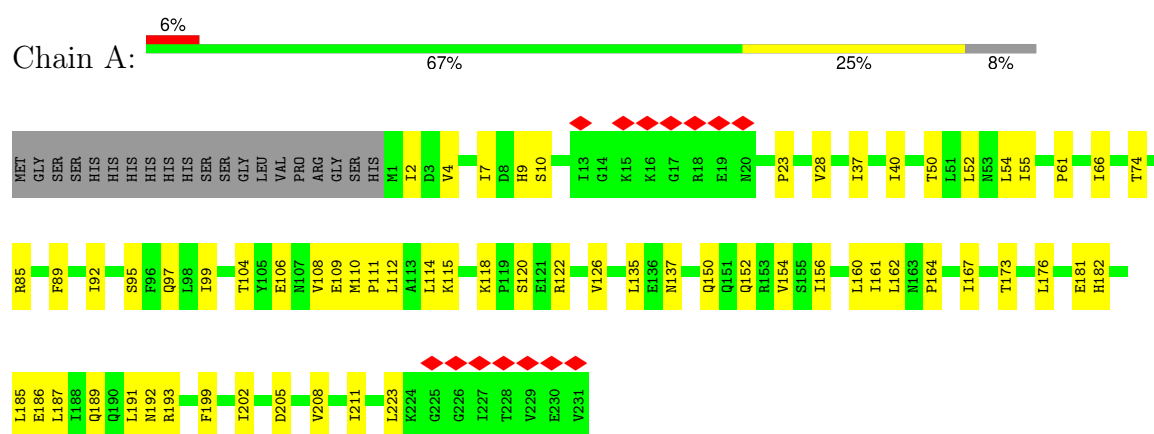 6%
Chain A:
67% 25% 8%
MET GLY SER SER HIS HIS HIS HIS HIS HIS SER SER GLY LEU VAL PRO ARG GLY SER HIS M1 I2 D3 V4 I7 D8 H9 S10 I13 G14 K15 K16 G17 R18 E19 N20 P23 V28 I37 I40 T50 L51 L52 N53 L54 I55 P61 I66 T74
R85 F89 I92 S95 F96 Q97 L98 I99 T104 Y105 E106 N107 V108 E109 M110 P111 L112 A113 L114 K115 K118 P119 S120 E121 R122 V126 L135 E136 N137 Q150 Q151 Q152 R153 V154 S155 I156 L160 I161 L162 N163 P164 I167 T173 L176 E181 H182
L185 E186 L187 I188 Q189 Q190 L191 N192 R193 F199 I202 D205 V208 I211 L223 K224 G225 G226 I227 T228 V229 E230 V231